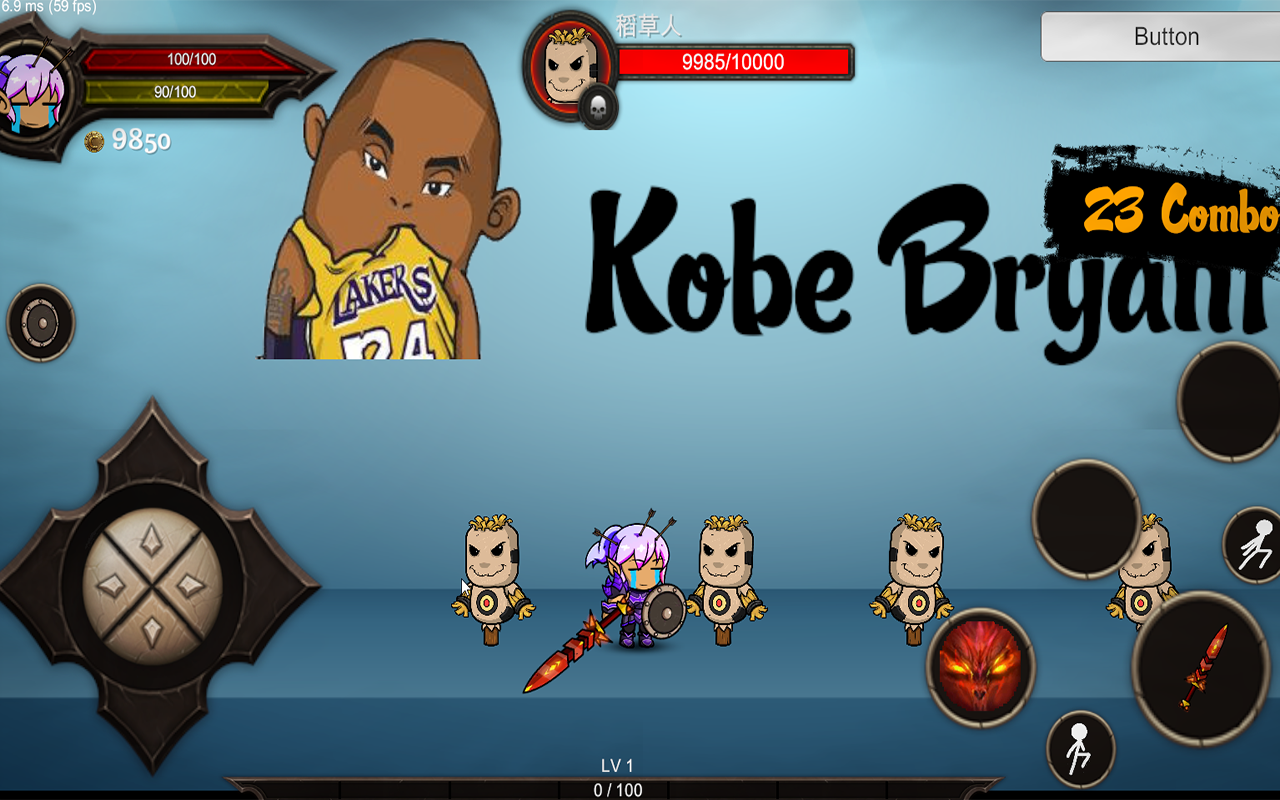 6.9 ms (59 fps)
稻草人
Button
100/100
9985/10000
90/100
9850
23 Combo
Kobe Bryant
LAKERS
24
LV 1
0 / 100